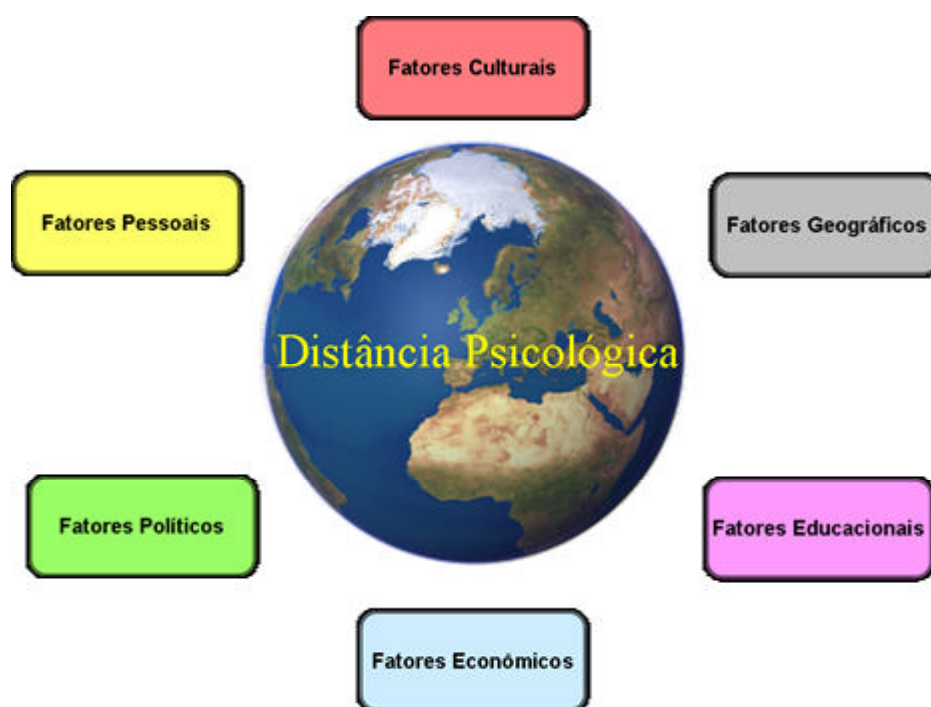 Fatores Culturais
Fatores Pessoais
Fatores Geográficos
Distância Psicológica
Fatores Políticos
Fatores Educacionais
Fatores Econômicos